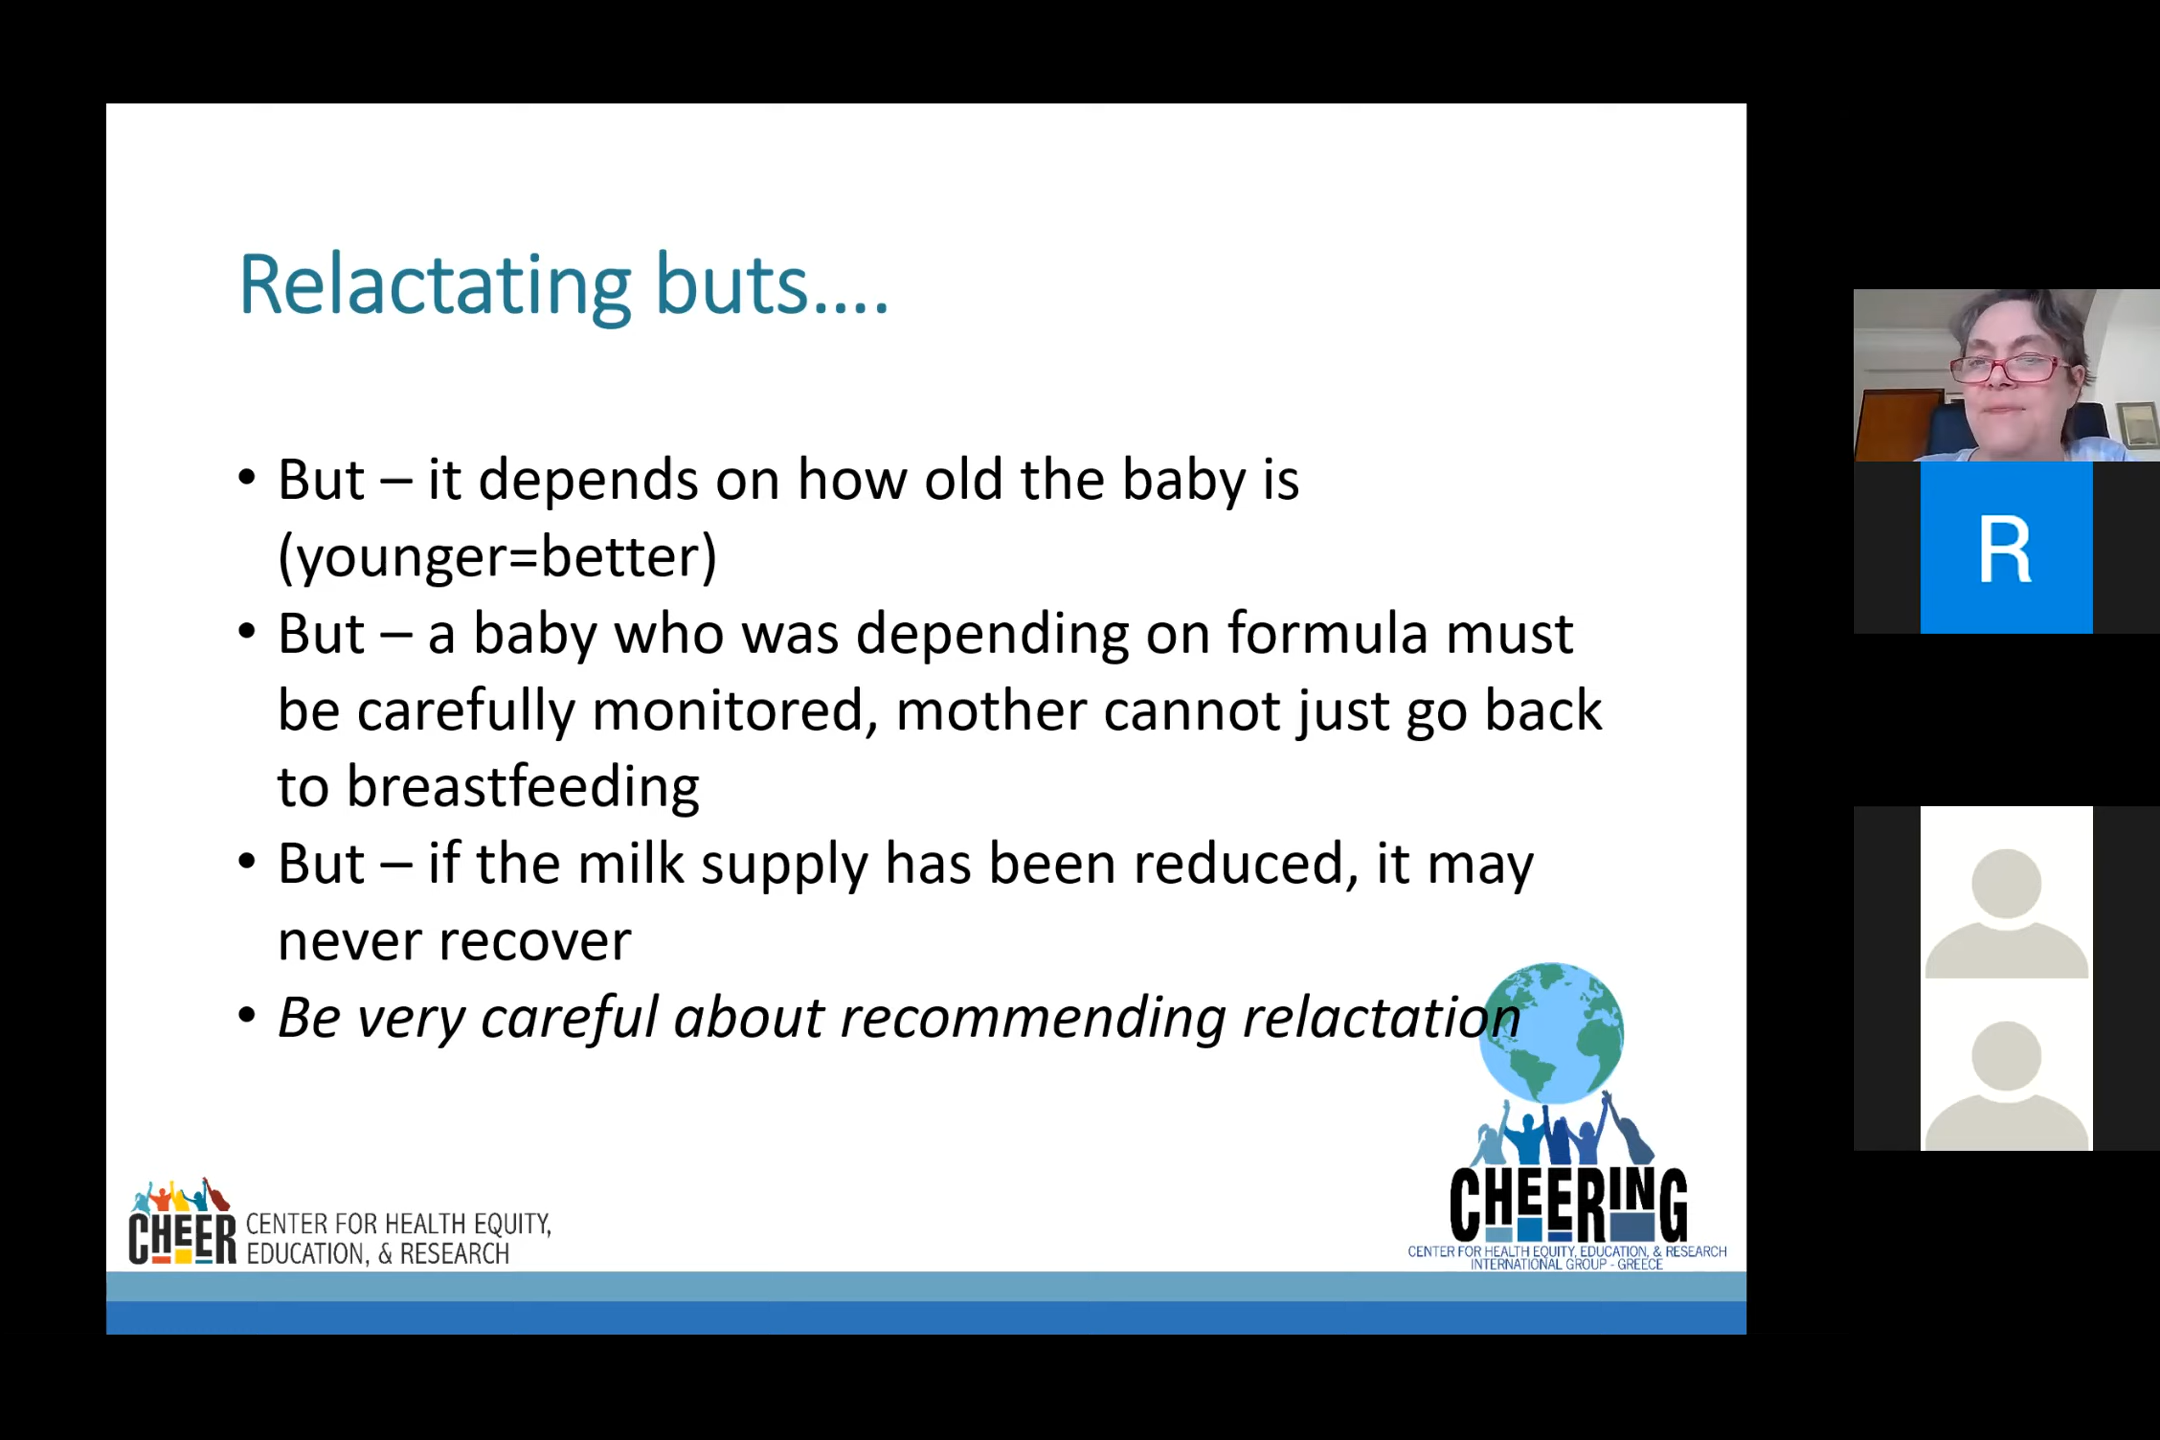 Relactating buts....
• But – it depends on how old the baby is
(younger=better)
• But – a baby who was depending on formula must
be carefully monitored, mother cannot just go back
to breastfeeding
• But – if the milk supply has been reduced, it may
never recover
• Be very careful about recommending relactation
CHEER CENTER FOR HEALTH EQUITY,
EDUCATION, & RESEARCH
CHEERING
CENTER FOR HEALTH EQUITY, EDUCATION, & RESEARCH
INTERNATIONAL GROUP - GREECE
R